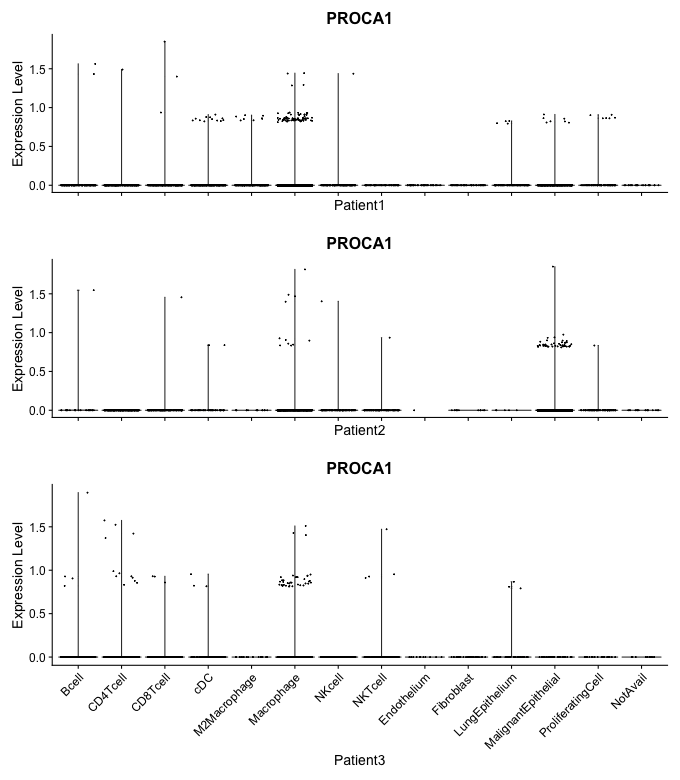 PROCA1
Expression Level
1.5
1.0
0.5
0.0
Patient1
PROCA1
Expression Level
1.5
1.0
0.5
0.0
Patient2
PROCA1
Expression Level
1.5
1.0
0.5
0.0
Bcell
CD4Tcell
CD8Tcell
cDC
M2Macrophage
Macrophage
NKcell
NKTcell
Endothelium
Fibroblast
LungEpithelium
MalignantEpithelial
ProliferatingCell
NotAvail
Patient3